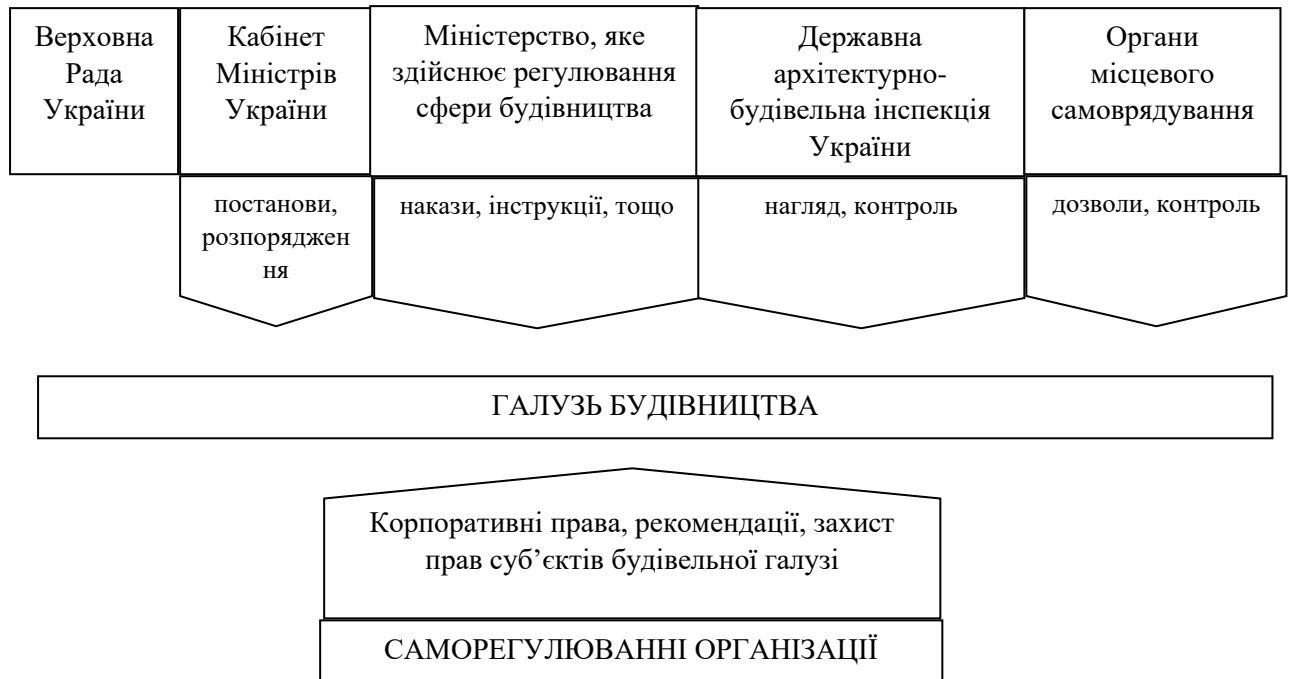 Верховна
Рада
України
Кабінет
Міністрів
України
Міністерство, яке
здійснює регулювання
сфери будівництва
Державна
архітектурно-
будівельна інспекція
України
Органи
місцевого
самоврядування
постанови,
розпоряджен
ня
накази, інструкції, тощо
нагляд, контроль
дозволи, контроль
ГАЛУЗЬ БУДІВНИЦТВА
Корпоративні права, рекомендації, захист
прав суб’єктів будівельної галузі
САМОРЕГУЛЮВАННІ ОРГАНІЗАЦІЇ